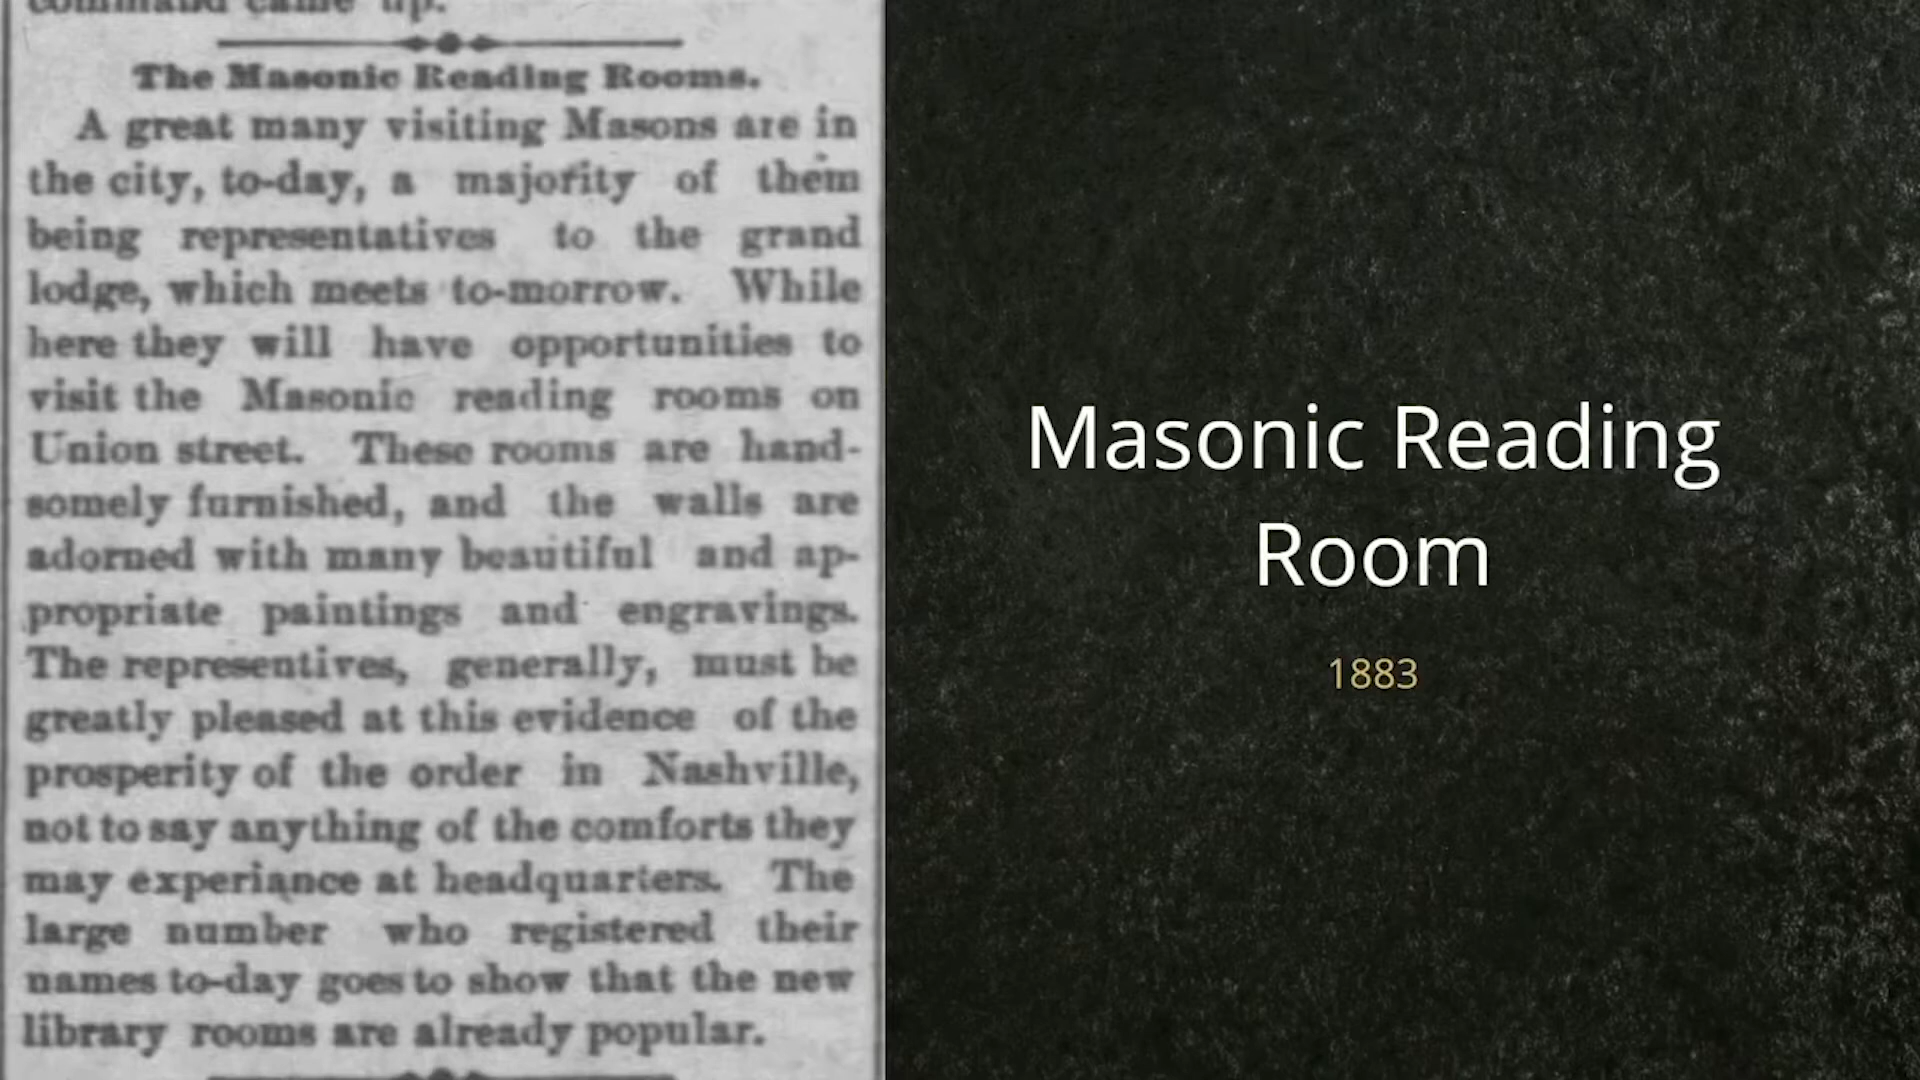 command came up.
The Masonic Reading Rooms.
A great many visiting Masons are in
the city, to-day, a majority of them
being representatives to the grand
lodge, which meets to-morrow. While
here they will have opportunities to
visit the Masonic reading rooms on
Union street. These rooms are hand-
somely furnished, and the walls are
adorned with many beautiful and ap-
propriate paintings and engravings.
The representives, generally, must be
greatly pleased at this evidence of the
prosperity of the order in Nashville,
not to say anything of the comforts they
may experiance at headquarters. The
large number who registered their
names to-day goes to show that the new
library rooms are already popular.
Masonic Reading
Room
1883